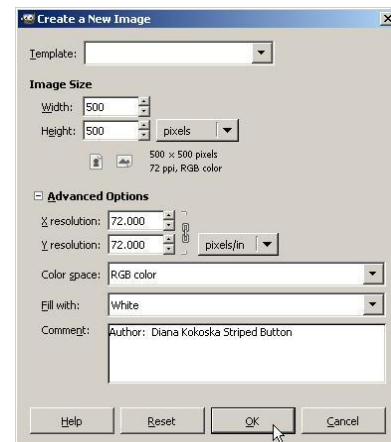 Create a New Image
Template:
Image Size
Width: 500
Height: 500 pixels
500 × 500 pixels
72 ppi, RGB color
Advanced Options
X resolution: 72.000
Y resolution: 72.000 pixels/in
Color space: RGB color
Fill with: White
Comment: Author: Diana Kokoska Striped Button
Help Reset OK Cancel